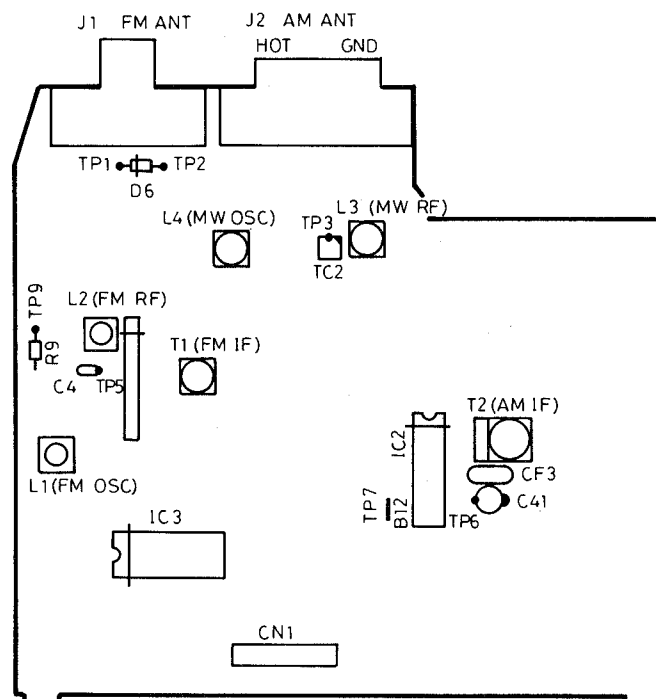 J1 FM ANT
J2 AM ANT
HOT GND
TP1 TP2
D6
L4(MW OSC)
TP3
L3 (MW RF)
TC2
TP9
R9
L2(FM RF)
T1(FM IF)
C4 TP5
L1(FM OSC)
IC2
T2(AM IF)
CF3
C41
TP7
B12
TP6
IC3
CN1